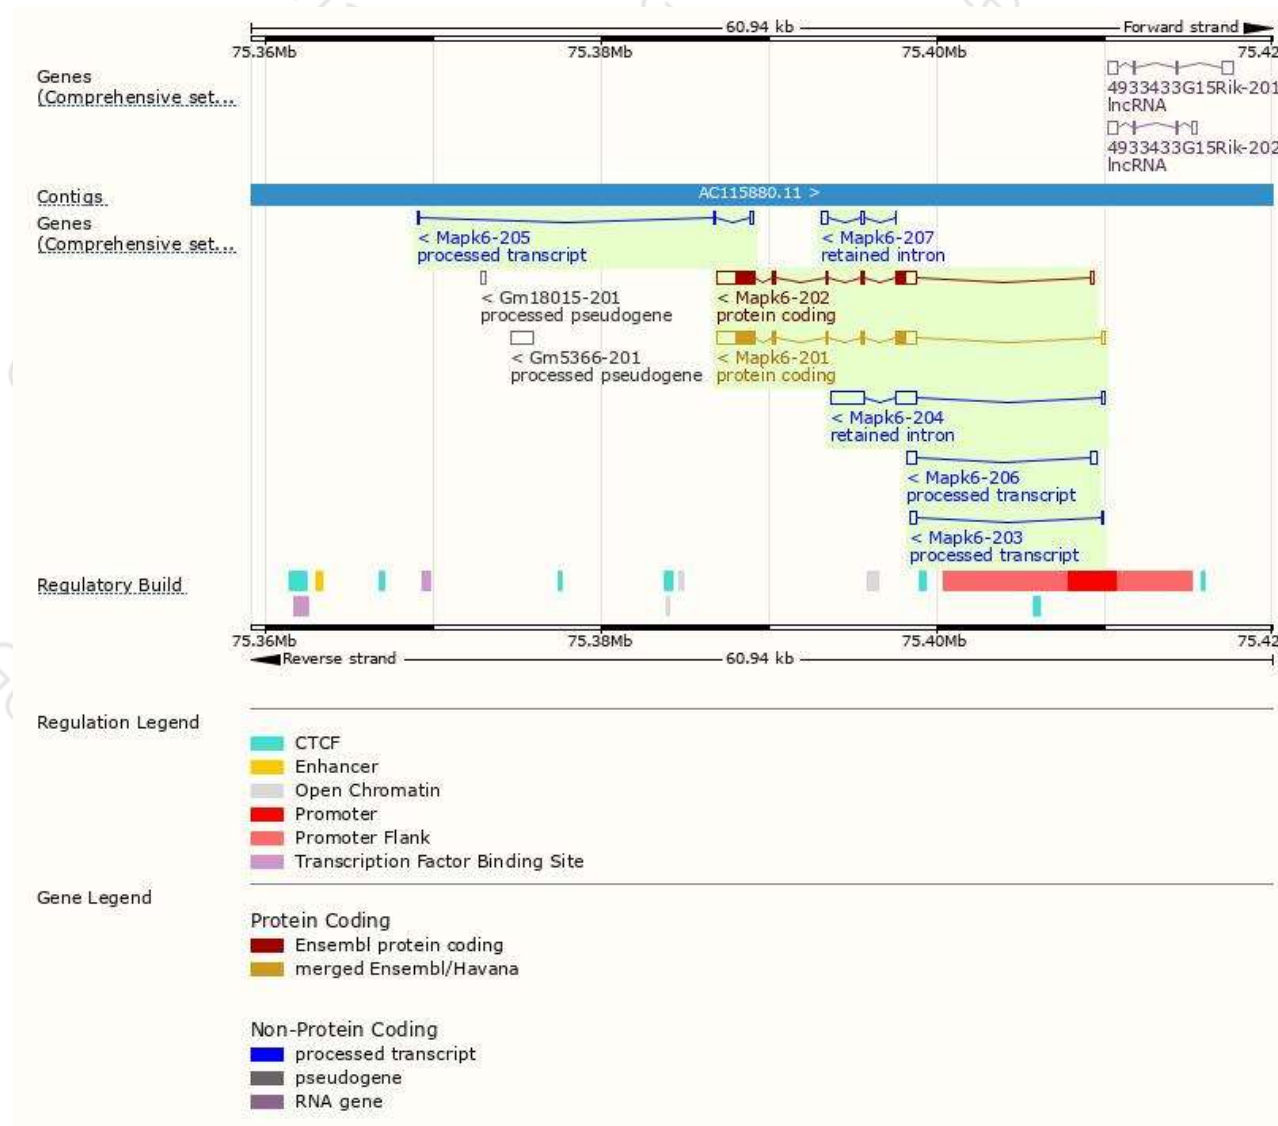 60.94 kb Forward strand
75.36Mb 75.38Mb 75.40Mb 75.42
Genes
(Comprehensive set...
4933433G15Rik-201
lncRNA
4933433G15Rik-202
lncRNA
Contigs AC115880.11 >
Genes
(Comprehensive set...
< Mapk6-205 < Mapk6-207
processed transcript retained intron
< Gm18015-201 < Mapk6-202
processed pseudogene protein coding
< Gm5366-201 < Mapk6-201
processed pseudogene protein coding
< Mapk6-204
retained intron
< Mapk6-206
processed transcript
< Mapk6-203
processed transcript
Regulatory Build
75.36Mb 75.38Mb 75.40Mb 75.42
Reverse strand 60.94 kb
Regulation Legend
CTCF
Enhancer
Open Chromatin
Promoter
Promoter Flank
Transcription Factor Binding Site
Gene Legend
Protein Coding
Ensembl protein coding
merged Ensembl/Havana
Non-Protein Coding
processed transcript
pseudogene
RNA gene